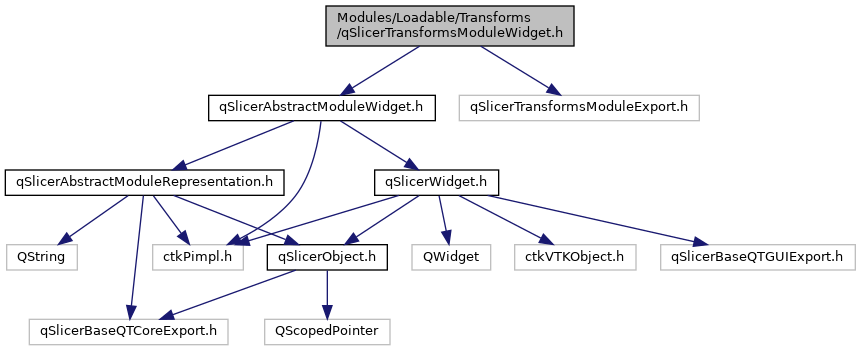 Modules/Loadable/Transforms
/qSlicerTransformsModuleWidget.h
qSlicerAbstractModuleWidget.h
qSlicerTransformsModuleExport.h
qSlicerAbstractModuleRepresentation.h
qSlicerWidget.h
QString
ctkPimpl.h
qSlicerObject.h
QWidget
ctkVTKObject.h
qSlicerBaseQTGUIExport.h
qSlicerBaseQTCoreExport.h
QScopedPointer